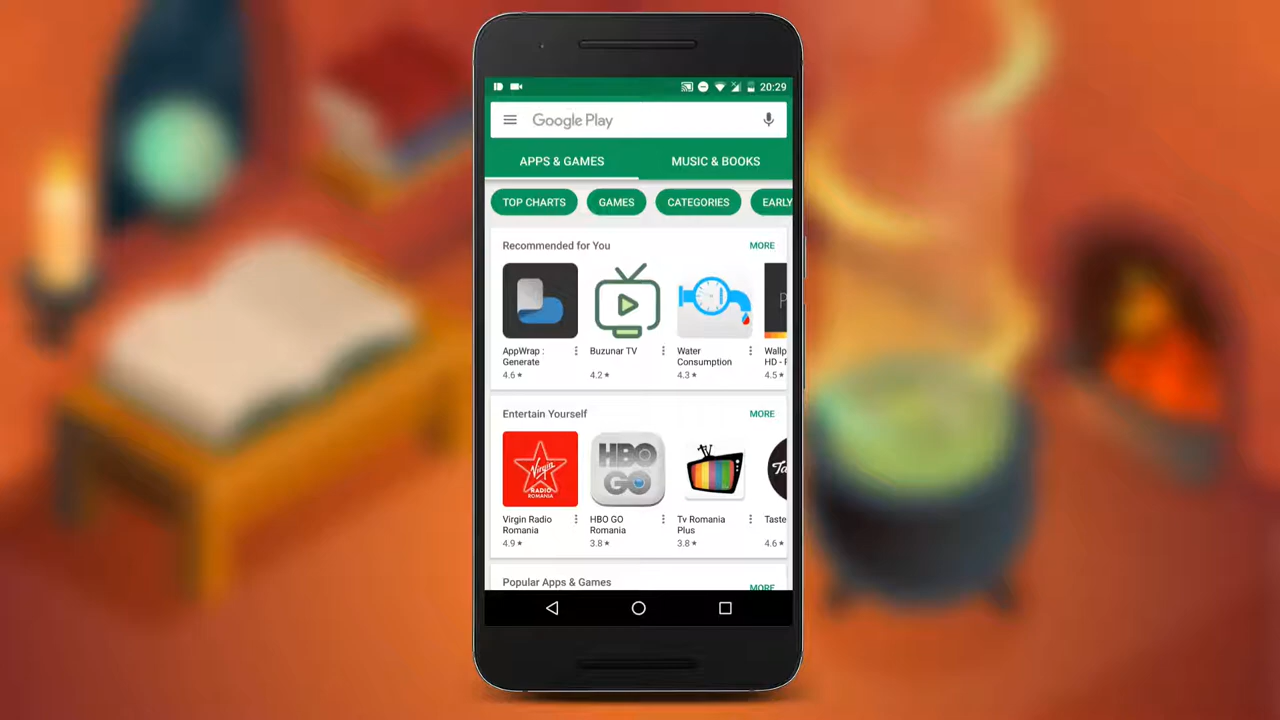 20:29
Google Play
APPS & GAMES
MUSIC & BOOKS
TOP CHARTS
GAMES
CATEGORIES
EARLY
Recommended for You
MORE
AppWrap :
Generate
4.6★
Buzunar TV
4.2★
Water
Consumption
4.3★
Wallp
HD - F
4.5★
Entertain Yourself
MORE
Virgin
RADIO
ROMANIA
HBO
GO
Ta
Virgin Radio
Romania
4.9★
HBO GO
Romania
3.8★
Tv Romania
Plus
3.8★
Taste
4.6★
Popular Apps & Games
MORE